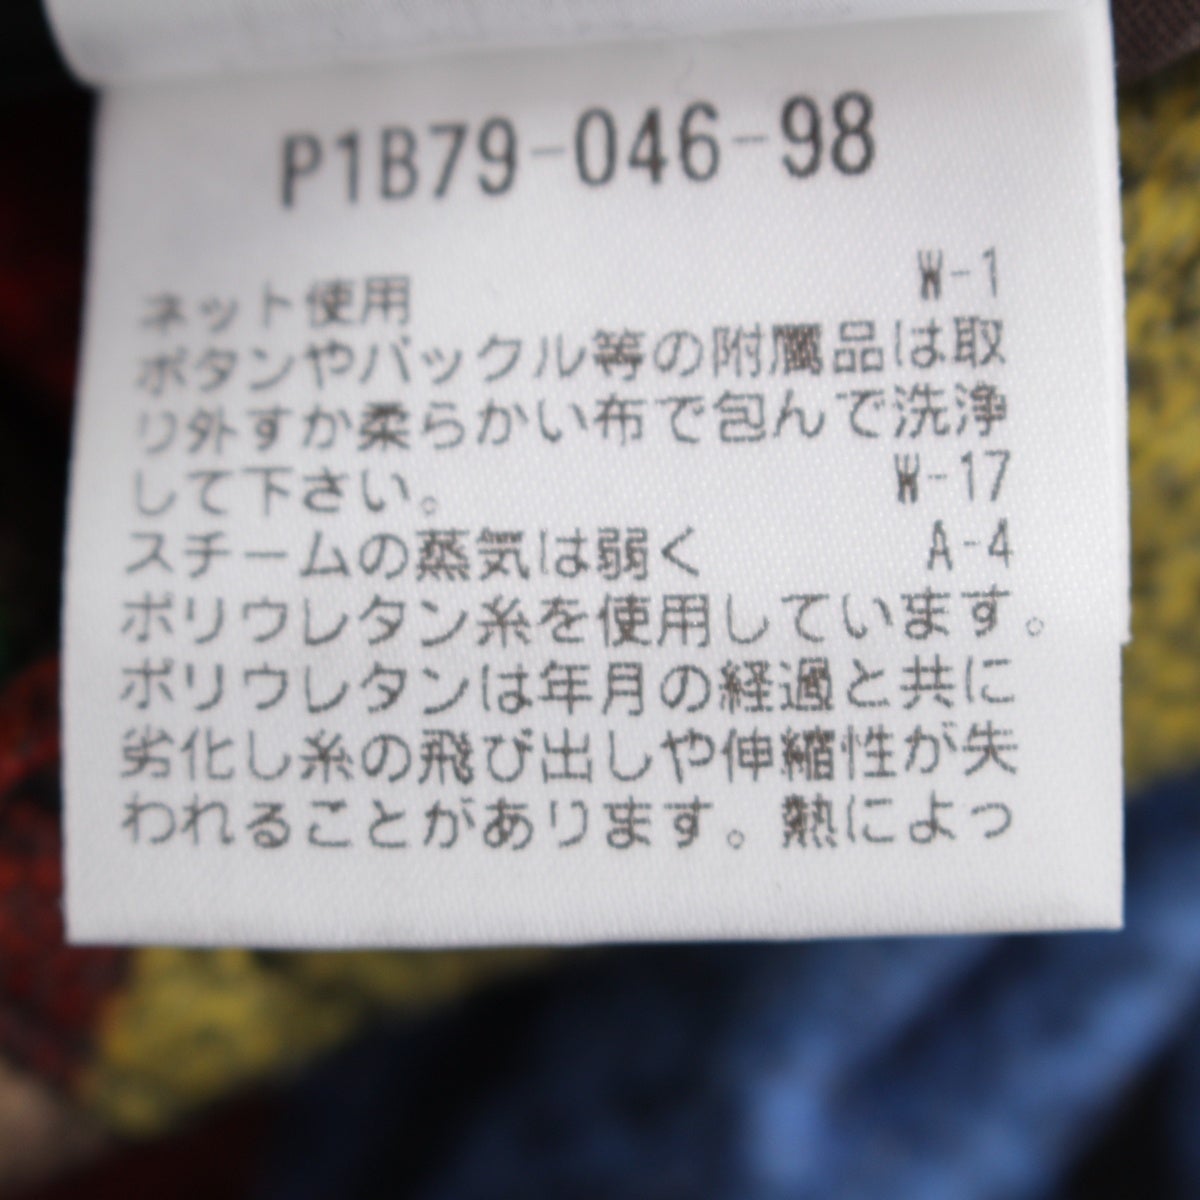 P1B79-046-98
ネット使用 W-1
ボタンやバックル等の附属品は取
り外すか柔らかい布で包んで洗浄
して下さい。 W-17
スチームの蒸気は弱く A-4
ポリウレタン糸を使用しています。
ポリウレタンは年月の経過と共に
劣化し糸の飛び出しや伸縮性が失
われることがあります。熱によっ